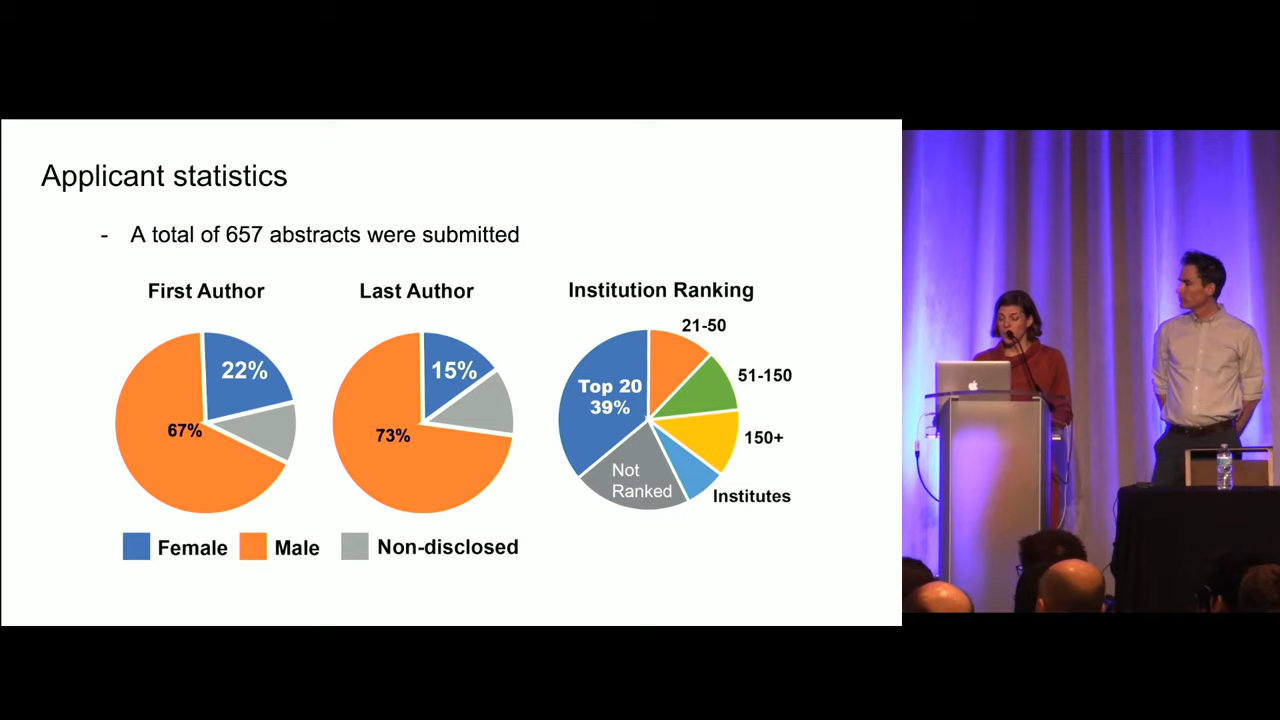 Applicant statistics
- A total of 657 abstracts were submitted
First Author
Last Author
Institution Ranking
22%
67%
15%
73%
21-50
51-150
150+
Institutes
Not
Ranked
Top 20
39%
Female
Male
Non-disclosed